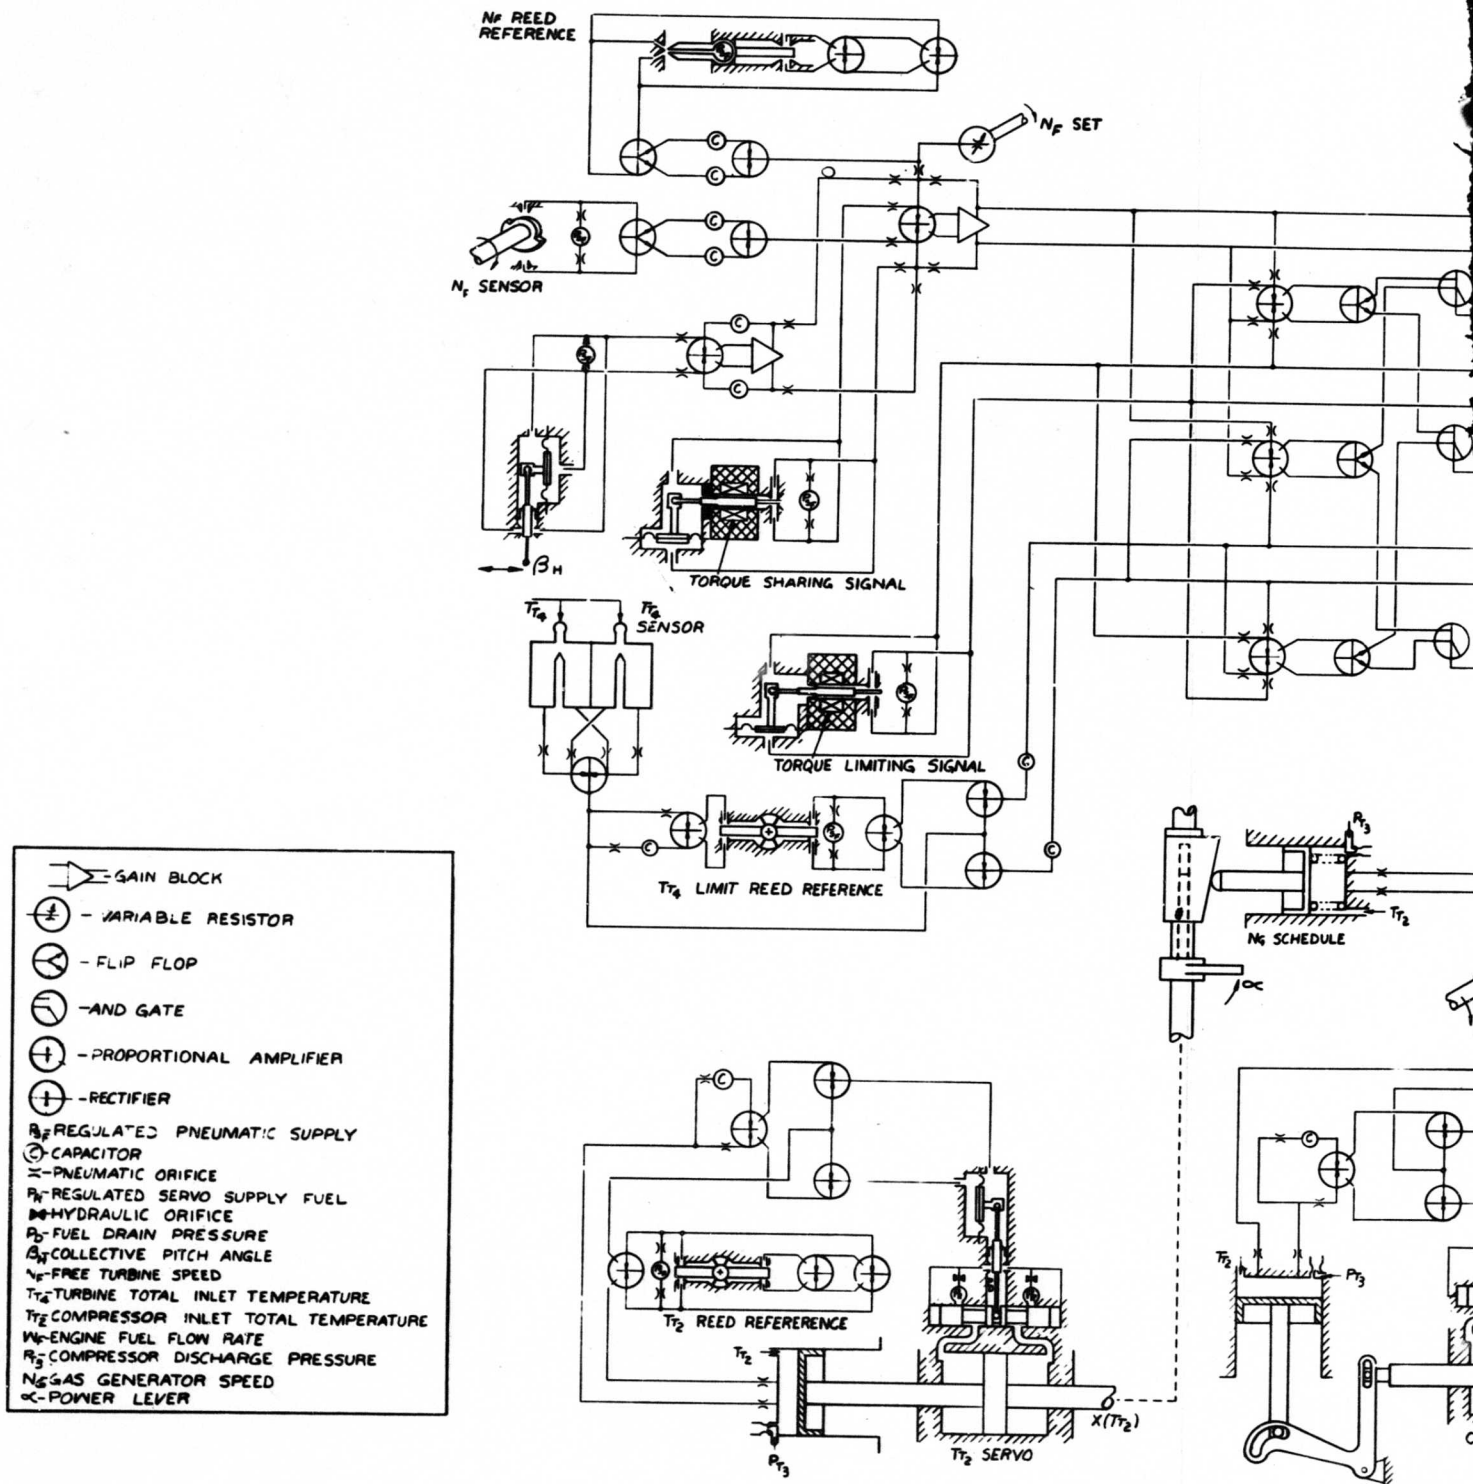 NF REED
REFERENCE
NF SET
NF SENSOR
βH
TORQUE SHARING SIGNAL
TT4
TT4
SENSOR
TORQUE LIMITING SIGNAL
TT4 LIMIT REED REFERENCE
PT3
TT2
NG SCHEDULE
∝
GAIN BLOCK
- VARIABLE RESISTOR
- FLIP FLOP
-AND GATE
-PROPORTIONAL AMPLIFIER
-RECTIFIER
REGULATED PNEUMATIC SUPPLY
C-CAPACITOR
-PNEUMATIC ORIFICE
REGULATED SERVO SUPPLY FUEL
HYDRAULIC ORIFICE
PD-FUEL DRAIN PRESSURE
βH-COLLECTIVE PITCH ANGLE
NF-FREE TURBINE SPEED
TT4-TURBINE TOTAL INLET TEMPERATURE
TT2-COMPRESSOR INLET TOTAL TEMPERATURE
WF-ENGINE FUEL FLOW RATE
PT3-COMPRESSOR DISCHARGE PRESSURE
NG-GAS GENERATOR SPEED
∝-POWER LEVER
C
C
C
C
C
C
C
C
C
C
C
TT2 REED REFERERENCE
TT2
PT3
TT2 SERVO
X(TT2)
TT2
PT3